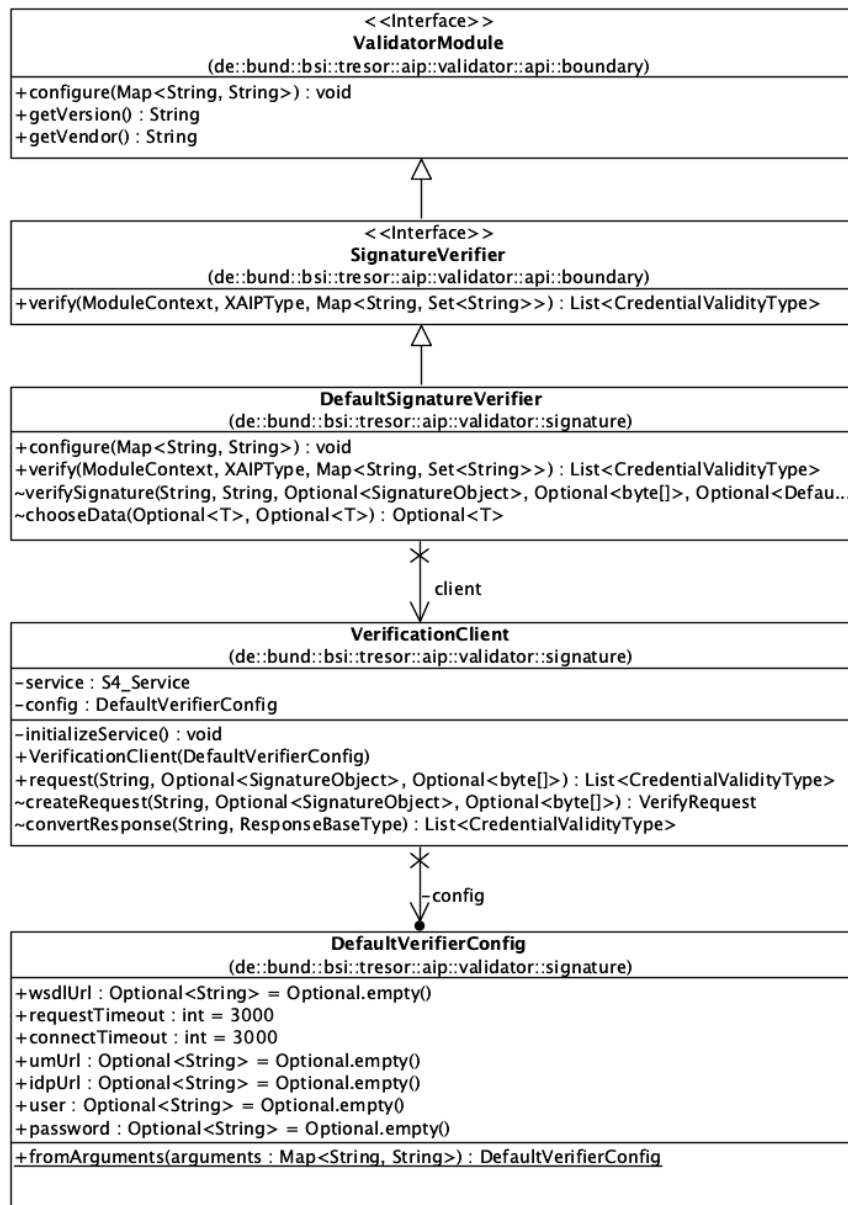 <<Interface>>
ValidatorModule
(de::bund::bsi::tresor::aip::validator::api::boundary)
+configure(Map<String, String>) : void
+getVersion() : String
+getVendor() : String
<<Interface>>
SignatureVerifier
(de::bund::bsi::tresor::aip::validator::api::boundary)
+verify(ModuleContext, XAIPType, Map<String, Set<String>>) : List<CredentialValidityType>
DefaultSignatureVerifier
(de::bund::bsi::tresor::aip::validator::signature)
+configure(Map<String, String>) : void
+verify(ModuleContext, XAIPType, Map<String, Set<String>>) : List<CredentialValidityType>
~verifySignature(String, String, Optional<SignatureObject>, Optional<byte[]>, Optional<Defau...
~chooseData(Optional<T>, Optional<T>) : Optional<T>
client
VerificationClient
(de::bund::bsi::tresor::aip::validator::signature)
-service : S4_Service
-config : DefaultVerifierConfig
-initializeService() : void
+VerificationClient(DefaultVerifierConfig)
+request(String, Optional<SignatureObject>, Optional<byte[]>) : List<CredentialValidityType>
~createRequest(String, Optional<SignatureObject>, Optional<byte[]>) : VerifyRequest
~convertResponse(String, ResponseBaseType) : List<CredentialValidityType>
-config
DefaultVerifierConfig
(de::bund::bsi::tresor::aip::validator::signature)
+wsdlUrl : Optional<String> = Optional.empty()
+requestTimeout : int = 3000
+connectTimeout : int = 3000
+umUrl : Optional<String> = Optional.empty()
+idpUrl : Optional<String> = Optional.empty()
+user : Optional<String> = Optional.empty()
+password : Optional<String> = Optional.empty()
+fromArguments(arguments : Map<String, String>) : DefaultVerifierConfig